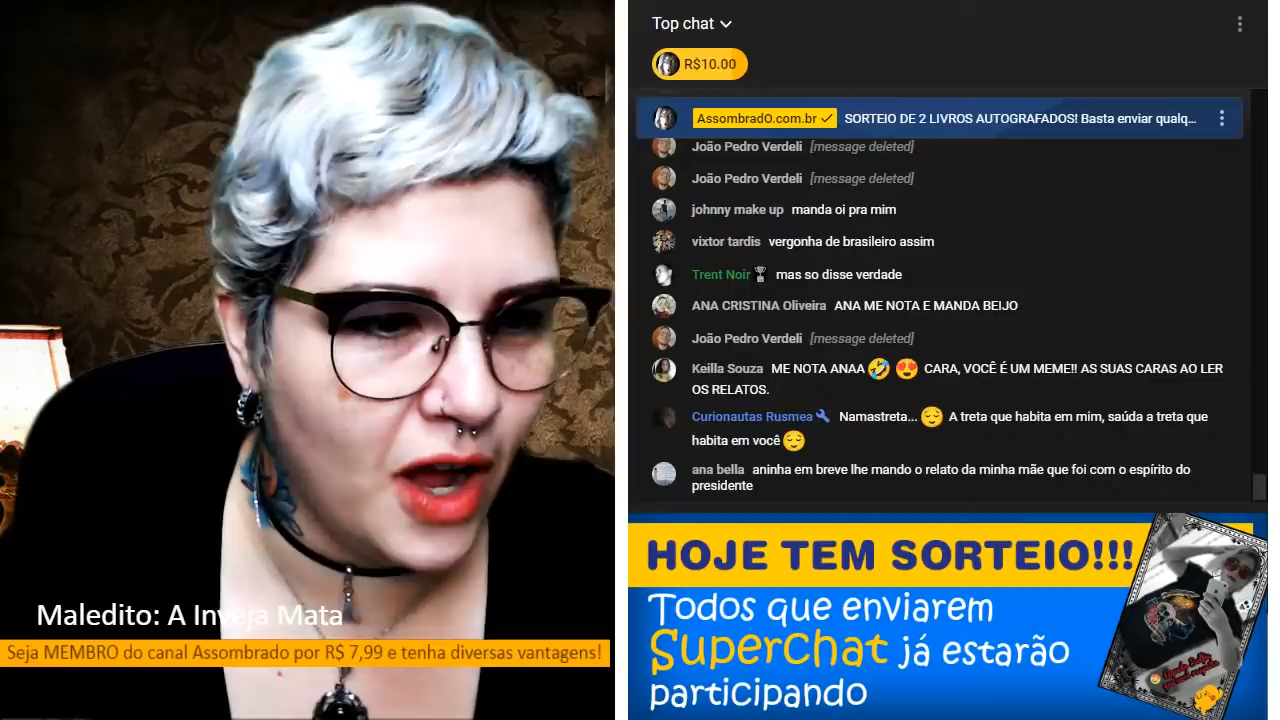 Top chat
R$10.00
AssombradO.com.br SORTEIO DE 2 LIVROS AUTOGRAFADOS! Basta enviar qualq...
João Pedro Verdeli [message deleted]
João Pedro Verdeli [message deleted]
johnny make up manda oi pra mim
vixtor tardis vergonha de brasileiro assim
Trent Noir mas so disse verdade
ANA CRISTINA Oliveira ANA ME NOTA E MANDA BEIJO
João Pedro Verdeli [message deleted]
Keilla Souza ME NOTA ANAA🤣😍 CARA, VOCÊ É UM MEME!! AS SUAS CARAS AO LER
OS RELATOS.
Curionautas Rusmea Namastreta...😌 A treta que habita em mim, saúda a treta que
habita em você😌
ana bella aninha em breve lhe mando o relato da minha mãe que foi com o espírito do
presidente
Maledito: A Inveja Mata
Seja MEMBRO do canal Assombrado por R$ 7,99 e tenha diversas vantagens!
HOJE TEM SORTEIO!!!
Todos que enviarem
Superchat já estarão
participando